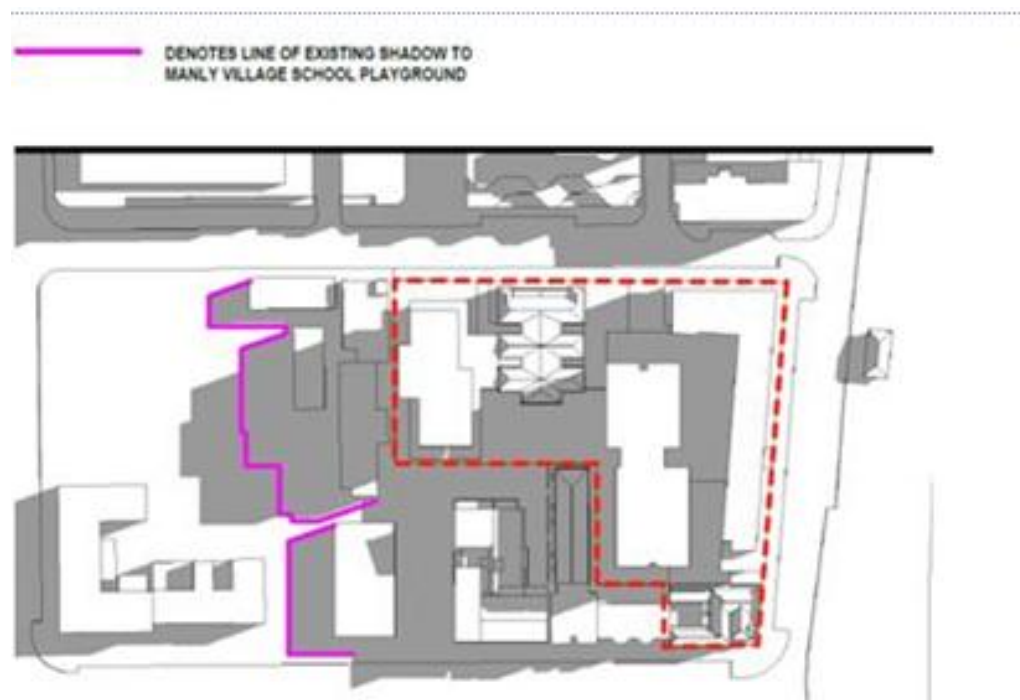 DENOTES LINE OF EXISTING SHADOW TO
MANLY VILLAGE SCHOOL PLAYGROUND